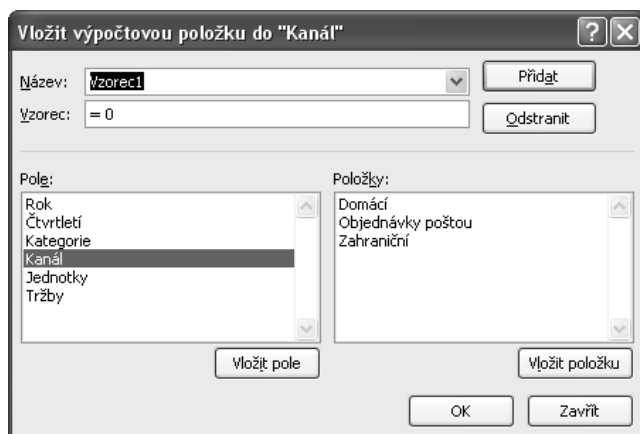 Vložit výpočtovou položku do "Kanál"
Název: Vzorec1 Přidat
Vzorec: = 0 Odstranit
Pole: Položky:
Rok Domácí
Čtvrtletí Objednávky poštou
Kategorie Zahraniční
Kanál
Jednotky
Tržby
Vložit pole Vložit položku
OK Zavřít